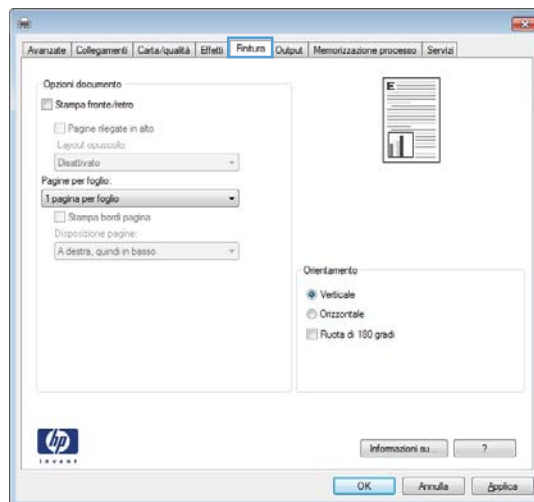 Avanzate Collegamenti Carta/qualità Effetti Finitura Output Memorizzazione processo Servizi
Opzioni documento
Stampa fronte/retro
Pagine rilegate in alto
Layout opuscolo
Disattivato
Pagine per foglio:
1 pagina per foglio
Stampa bordi pagina
Disposizione pagine:
A destra, quindi in basso
E
Orientamento
Verticale
Orizzontale
Ruota di 180 gradi
hp
invent
Informazioni su... ?
OK Annulla Applica